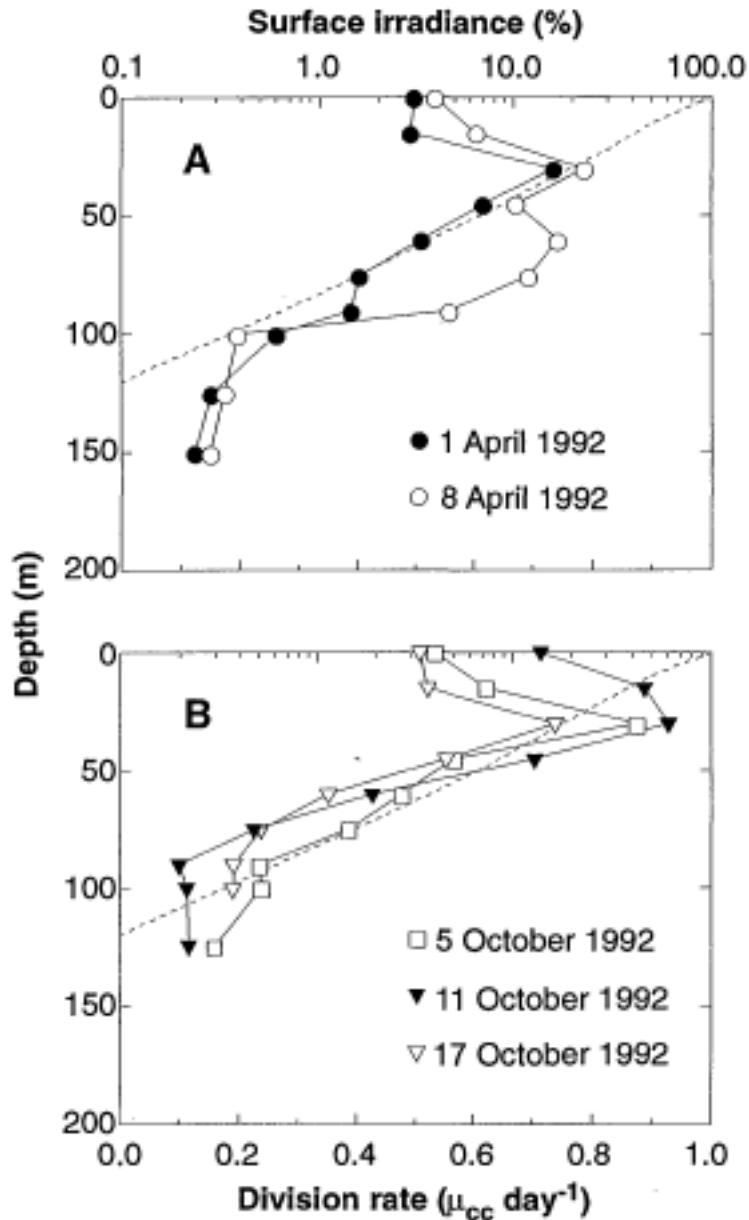 Surface irradiance (%)
0.1 1.0 10.0 100.0
0
A
50
100
1 April 1992
150
8 April 1992
200
Depth (m)
0
B
50
100
5 October 1992
11 October 1992
150
17 October 1992
200
0.0 0.2 0.4 0.6 0.8 1.0
Division rate (μcc day-1)